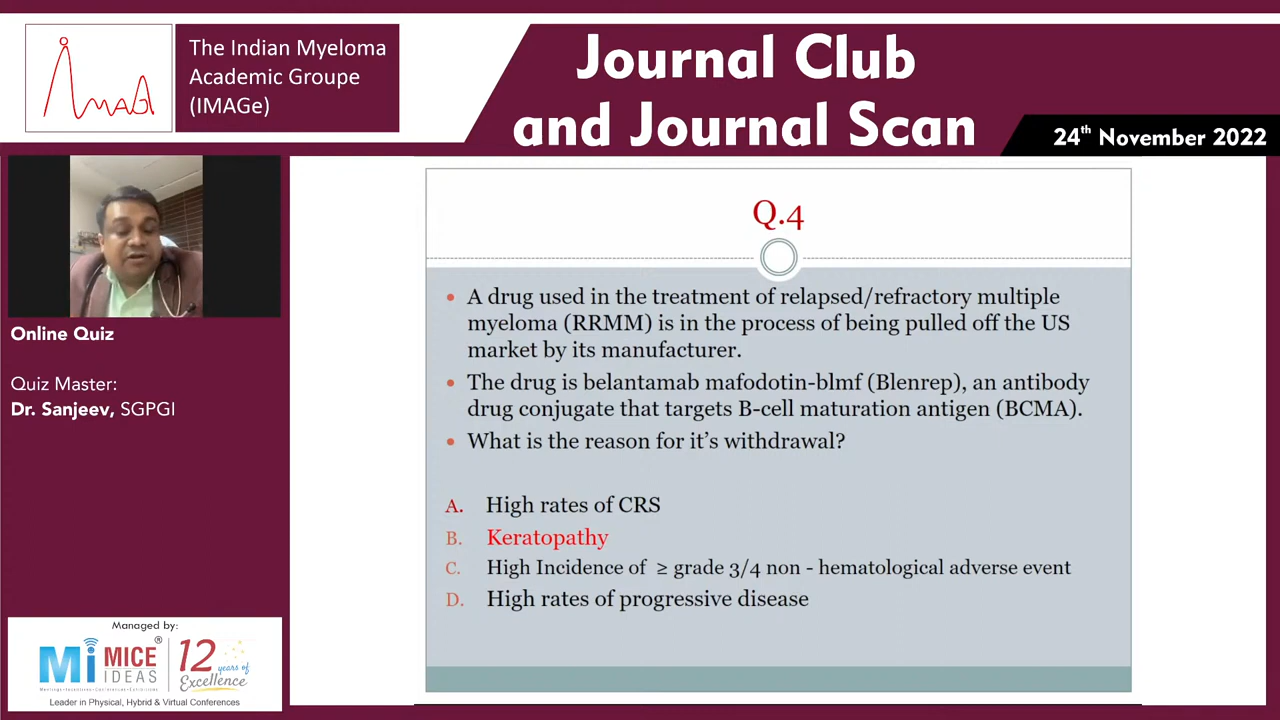 imAGe
The Indian Myeloma
Academic Groupe
(IMAGe)
Journal Club
and Journal Scan
24th November 2022
Online Quiz
Quiz Master:
Dr. Sanjeev, SGPGI
Q.4
• A drug used in the treatment of relapsed/refractory multiple
myeloma (RRMM) is in the process of being pulled off the US
market by its manufacturer.
• The drug is belantamab mafodotin-blmf (Blenrep), an antibody
drug conjugate that targets B-cell maturation antigen (BCMA).
• What is the reason for it's withdrawal?
A. High rates of CRS
B. Keratopathy
C. High Incidence of ≥ grade 3/4 non - hematological adverse event
D. High rates of progressive disease
Managed by:
Mi MICE IDEAS®
12 years of Excellence
Leader in Physical, Hybrid & Virtual Conferences